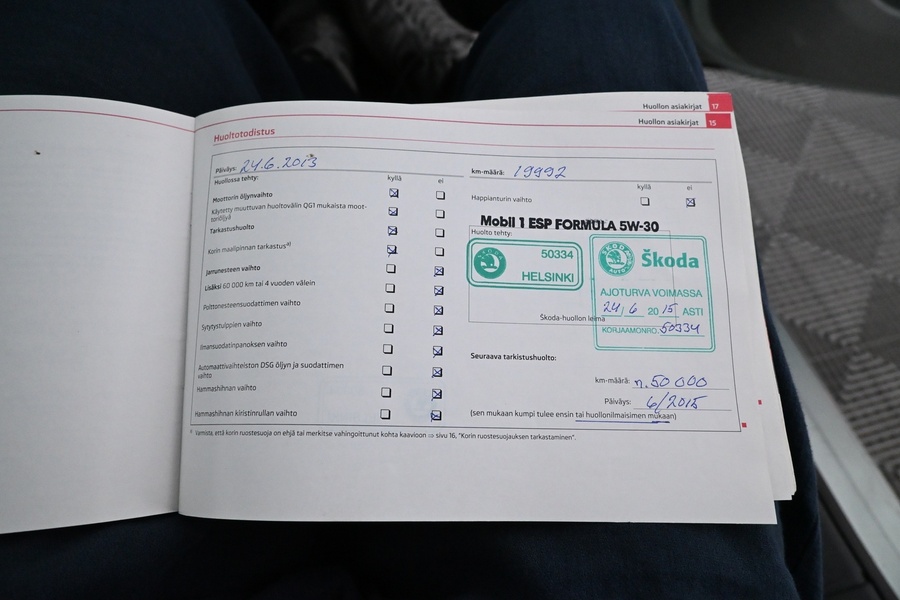 Huollon asiakirjat 17
Huollon asiakirjat 15
Huoltotodistus
Päiväys: 24.6.2013
km-määrä: 19992
Huollossa tehty: kyllä ei
kyllä ei
Moottorin öljynvaihto
Happianturin vaihto
Käytetty muuttuvan huoltovälin QG1 mukaista moot-
toriöljyä
Mobil 1 ESP FORMULA 5W-30
Tarkastushuolto
Huolto tehty:
Korin maalipinnan tarkastus a)
Jarrunesteen vaihto
Lisäksi 60 000 km tai 4 vuoden välein
Polttonesteensuodattimen vaihto
Sytytystulppien vaihto
Ilmansuodatinpanoksen vaihto
Automaattivaihteiston DSG öljyn ja suodattimen
vaihto
Hammashihnan vaihto
Hammashihnan kiristinrullan vaihto
SKODA
50334
HELSINKI
SKODA
AUTO
Škoda
AJOTURVA VOIMASSA
24/6 2015 ASTI
KORJAAMONRO. 50334
Škoda-huollon leima
Seuraava tarkistushuolto:
km-määrä: n. 50 000
Päiväys: 6/2015
(sen mukaan kumpi tulee ensin tai huollonilmaisimen mukaan)
a) Varmista, että korin ruostesuoja on ehjä tai merkitse vahingoittunut kohta kaavioon ⇒ sivu 16, "Korin ruostesuojauksen tarkastaminen".